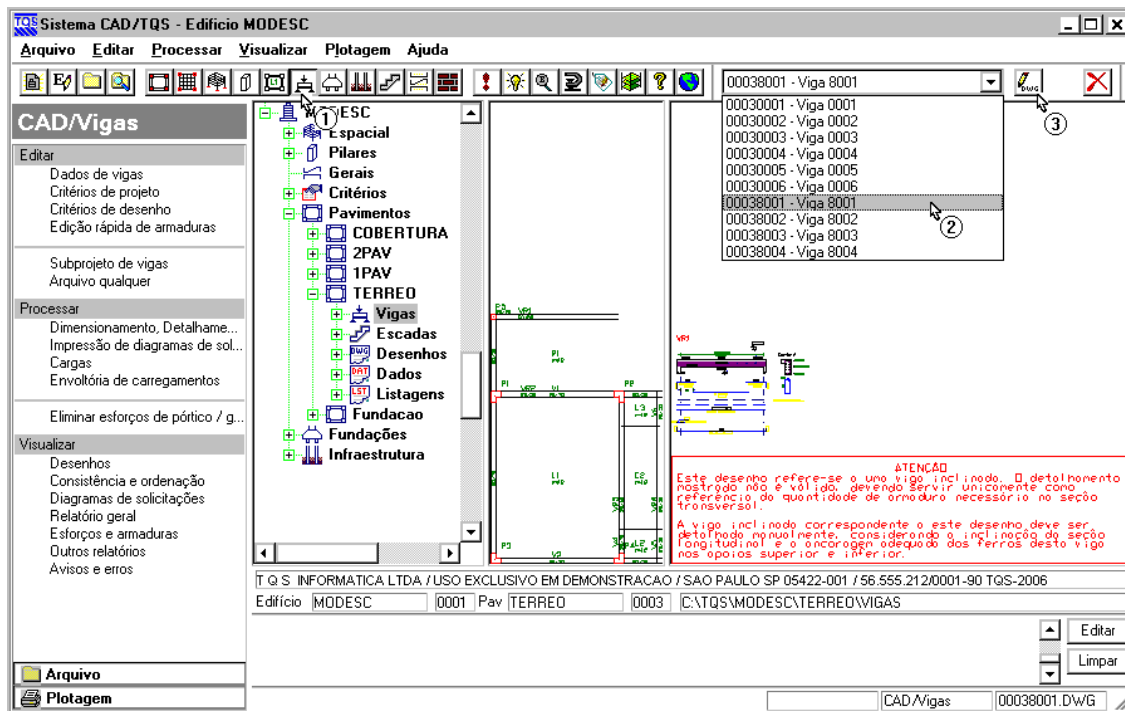 Sistema CAD/TQS - Edificio MODESC
Arquivo Editar Processar Visualizar Plotagem Ajuda
00038001 - Viga 8001
DWG
1
2
3
CAD/Vigas
Editar
Dados de vigas
Critérios de projeto
Critérios de desenho
Edição rápida de armaduras
Subprojeto de vigas
Arquivo qualquer
Processar
Dimensionamento, Detalhame...
Impressão de diagramas de sol...
Cargas
Envoltória de carregamentos
Eliminar esforços de pórtico / g...
Visualizar
Desenhos
Consistência e ordenação
Diagramas de solicitações
Relatório geral
Esforços e armaduras
Outros relatórios
Avisos e erros
Arquivo
Plotagem
Espacial
Pilares
Gerais
Critérios
Pavimentos
COBERTURA
2PAV
1PAV
TERREO
Vigas
Escadas
DWG Desenhos
DAT Dados
LST Listagens
Fundacao
Fundações
Infraestrutura
00030001 - Viga 0001
00030002 - Viga 0002
00030003 - Viga 0003
00030004 - Viga 0004
00030005 - Viga 0005
00030006 - Viga 0006
00038001 - Viga 8001
00038002 - Viga 8002
00038003 - Viga 8003
00038004 - Viga 8004
P1
L1
L3
V2
ATENÇÃO
Este desenho refere-se a uma viga inclinada. O detalhamento
mostrado não é válido, devendo servir unicamente como
referência da quantidade de armadura necessária na seção
transversal.
A viga inclinada correspondente a este desenho deve ser
detalhada manualmente, considerando a inclinação da seção
longitudinal e a ancoragem adequada dos ferros desta viga
nos apoios superior e inferior.
T Q S INFORMATICA LTDA / USO EXCLUSIVO EM DEMONSTRACAO / SAO PAULO SP 05422-001 / 56.555.212/0001-90 TQS-2006
Edifício MODESC 0001 Pav TERREO 0003 C:\TQS\MODESC\TERREO\VIGAS
Editar
Limpar
CAD/Vigas 00038001.DWG